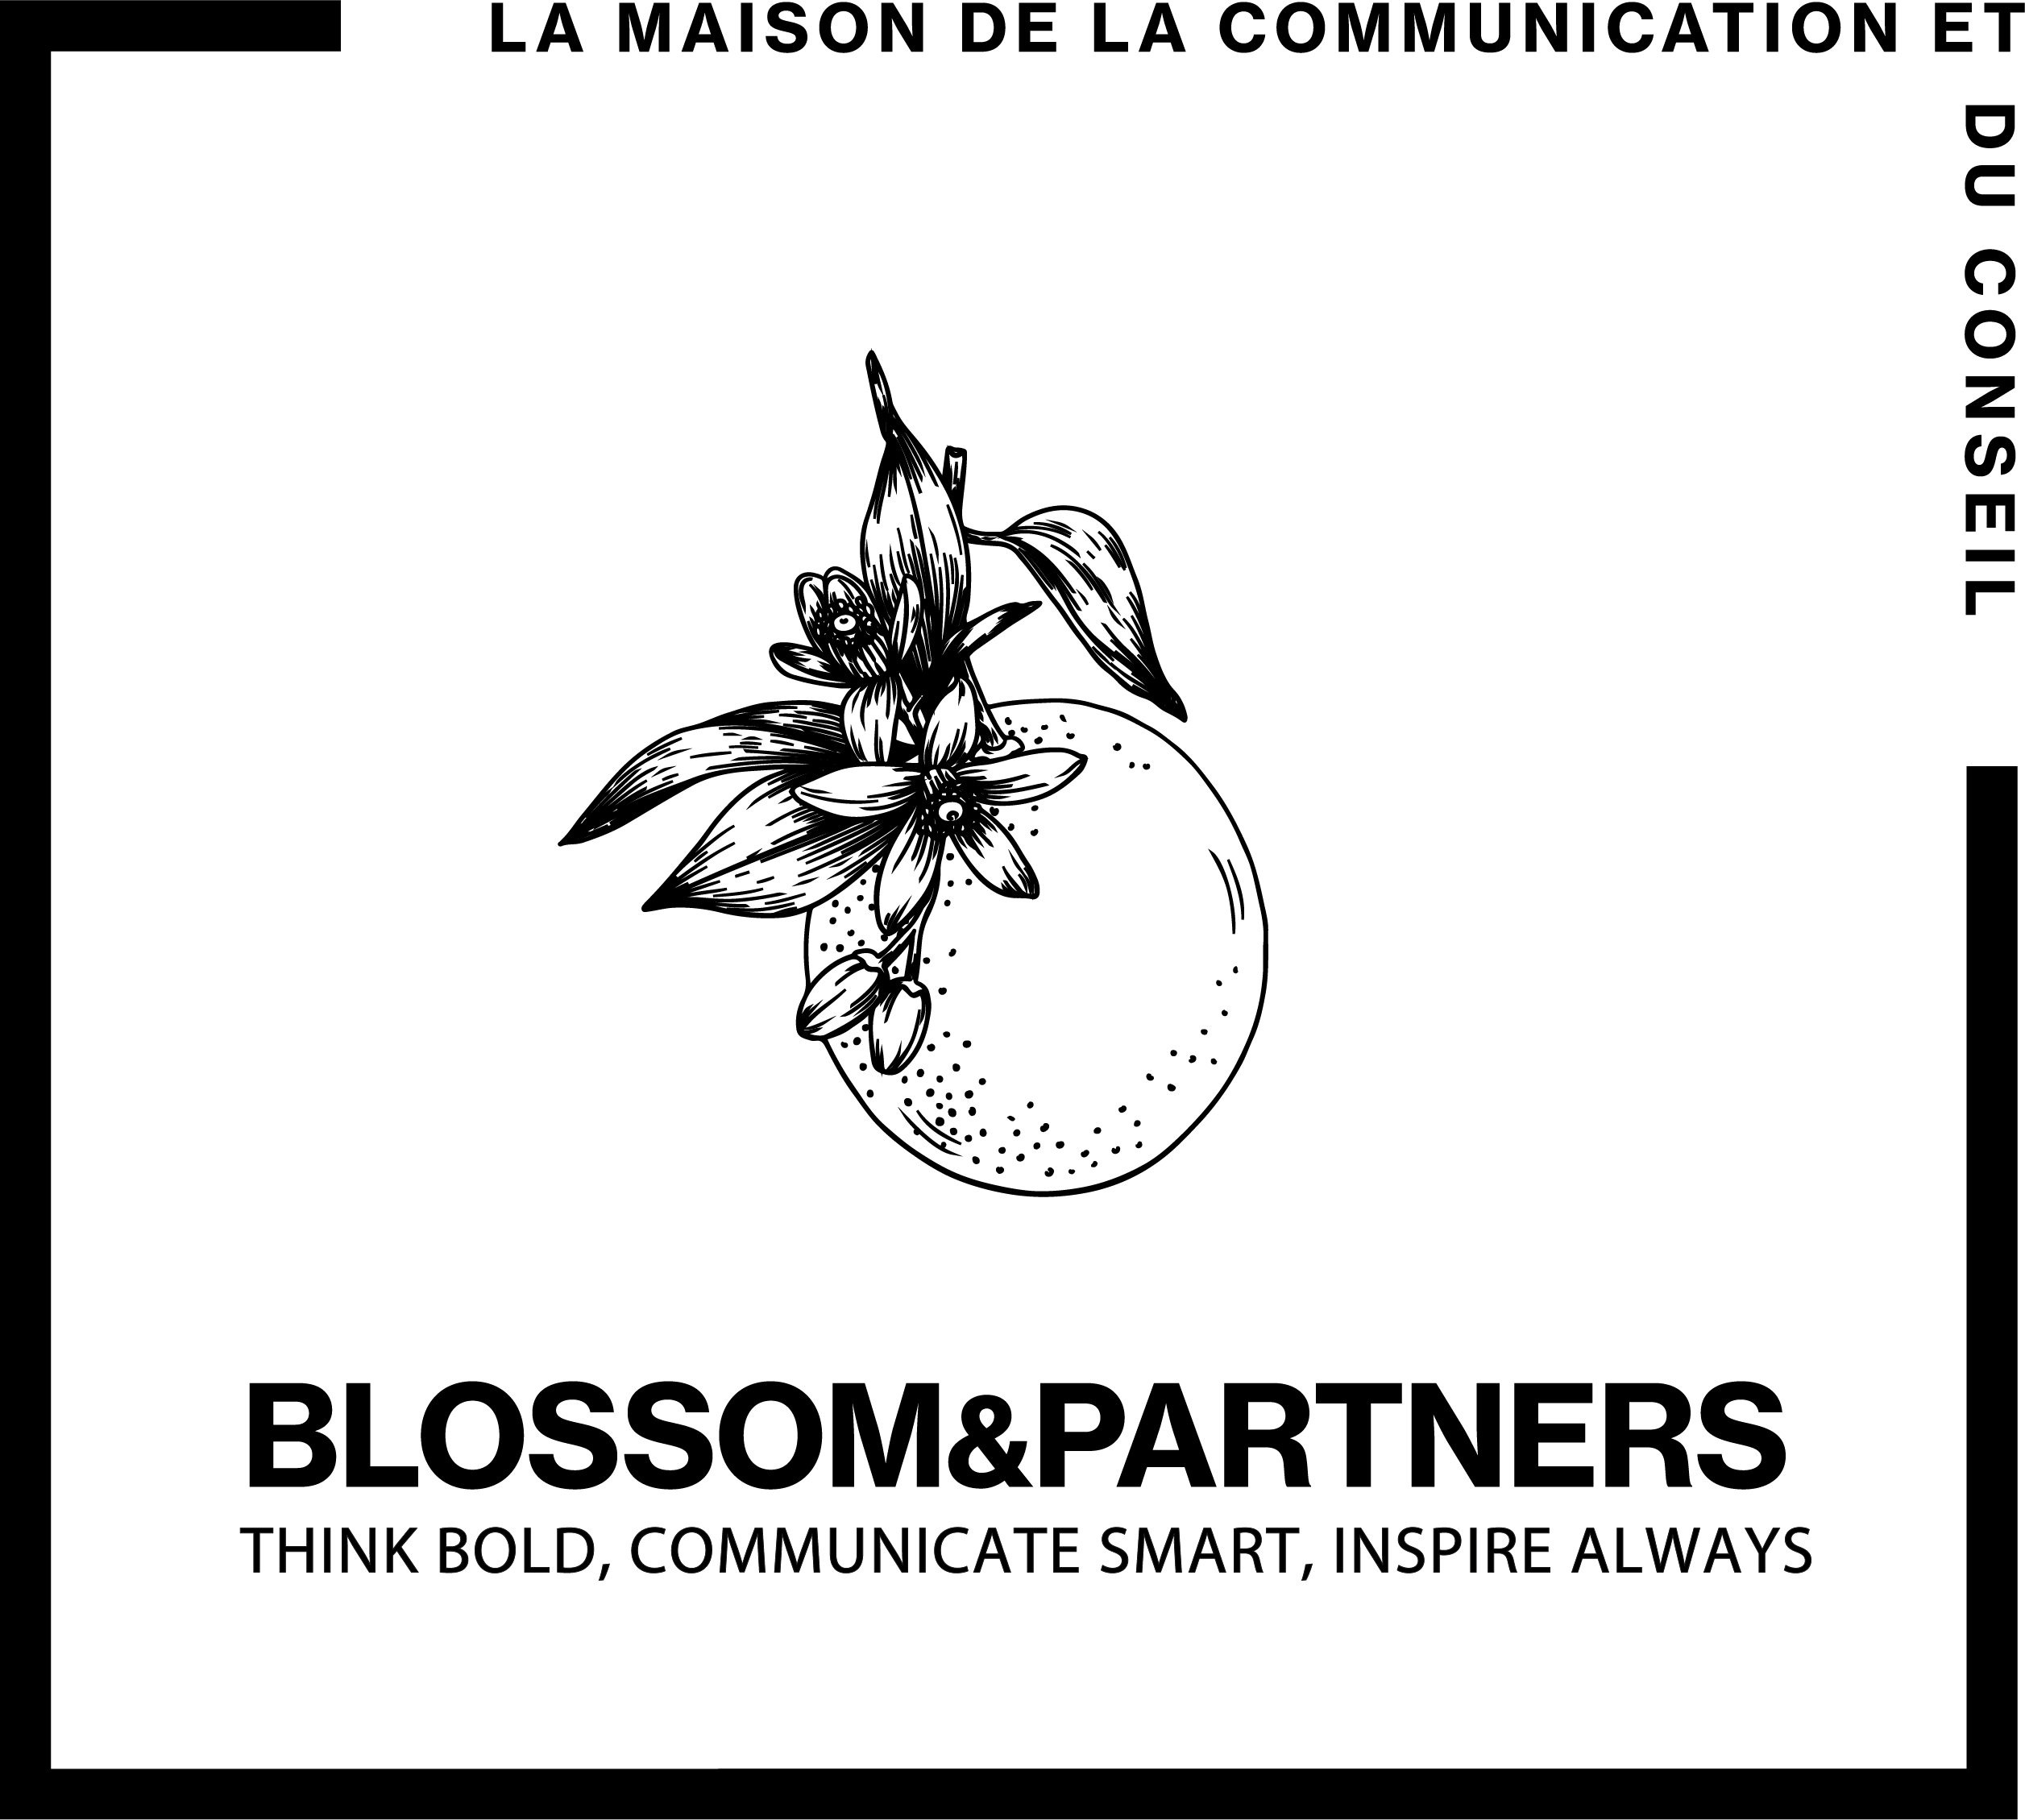 LA MAISON DE LA COMMUNICATION ET
DU CONSEIL
BLOSSOM&PARTNERS
THINK BOLD, COMMUNICATE SMART, INSPIRE ALWAYS